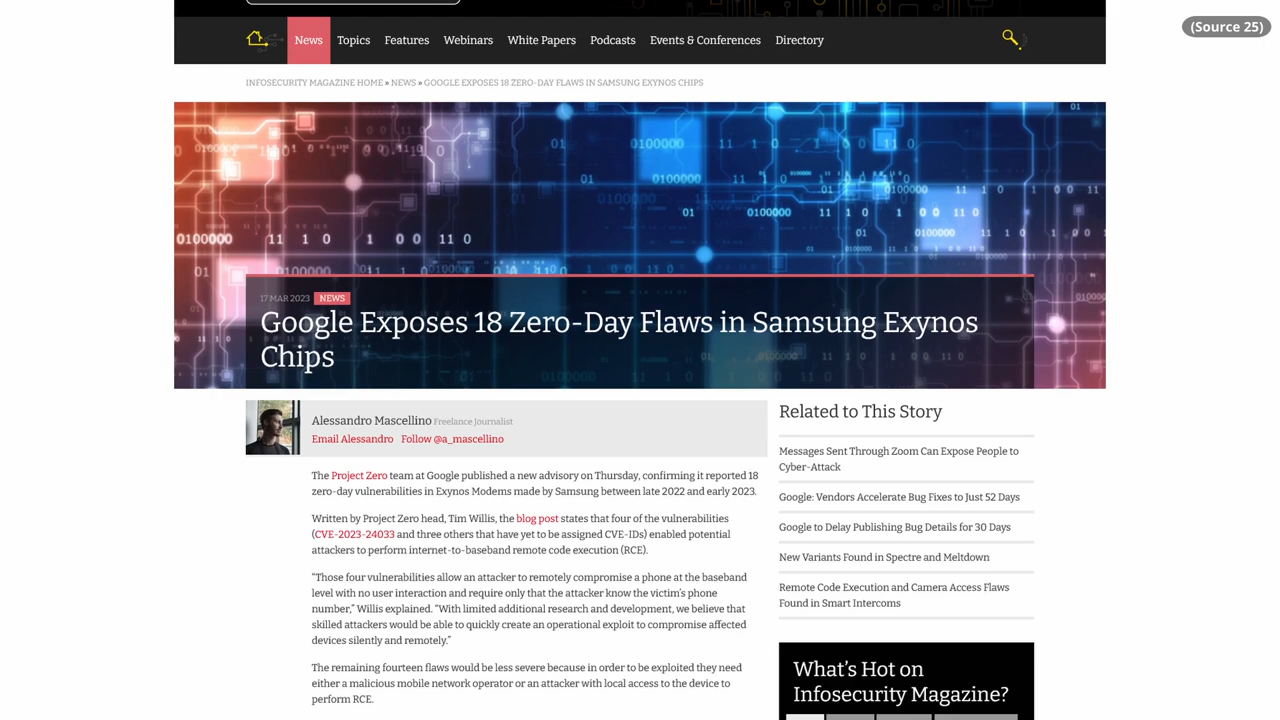 (Source 25)
News Topics Features Webinars White Papers Podcasts Events & Conferences Directory
INFOSECURITY MAGAZINE HOME » NEWS » GOOGLE EXPOSES 18 ZERO-DAY FLAWS IN SAMSUNG EXYNOS CHIPS
17 MAR 2023 NEWS
Google Exposes 18 Zero-Day Flaws in Samsung Exynos
Chips
Alessandro Mascellino Freelance Journalist
Email Alessandro Follow @a_mascellino
The Project Zero team at Google published a new advisory on Thursday, confirming it reported 18
zero-day vulnerabilities in Exynos Modems made by Samsung between late 2022 and early 2023.
Written by Project Zero head, Tim Willis, the blog post states that four of the vulnerabilities
(CVE-2023-24033 and three others that have yet to be assigned CVE-IDs) enabled potential
attackers to perform internet-to-baseband remote code execution (RCE).
“Those four vulnerabilities allow an attacker to remotely compromise a phone at the baseband
level with no user interaction and require only that the attacker know the victim’s phone
number,” Willis explained. “With limited additional research and development, we believe that
skilled attackers would be able to quickly create an operational exploit to compromise affected
devices silently and remotely.”
The remaining fourteen flaws would be less severe because in order to be exploited they need
either a malicious mobile network operator or an attacker with local access to the device to
perform RCE.
Related to This Story
Messages Sent Through Zoom Can Expose People to
Cyber-Attack
Google: Vendors Accelerate Bug Fixes to Just 52 Days
Google to Delay Publishing Bug Details for 30 Days
New Variants Found in Spectre and Meltdown
Remote Code Execution and Camera Access Flaws
Found in Smart Intercoms
What’s Hot on
Infosecurity Magazine?